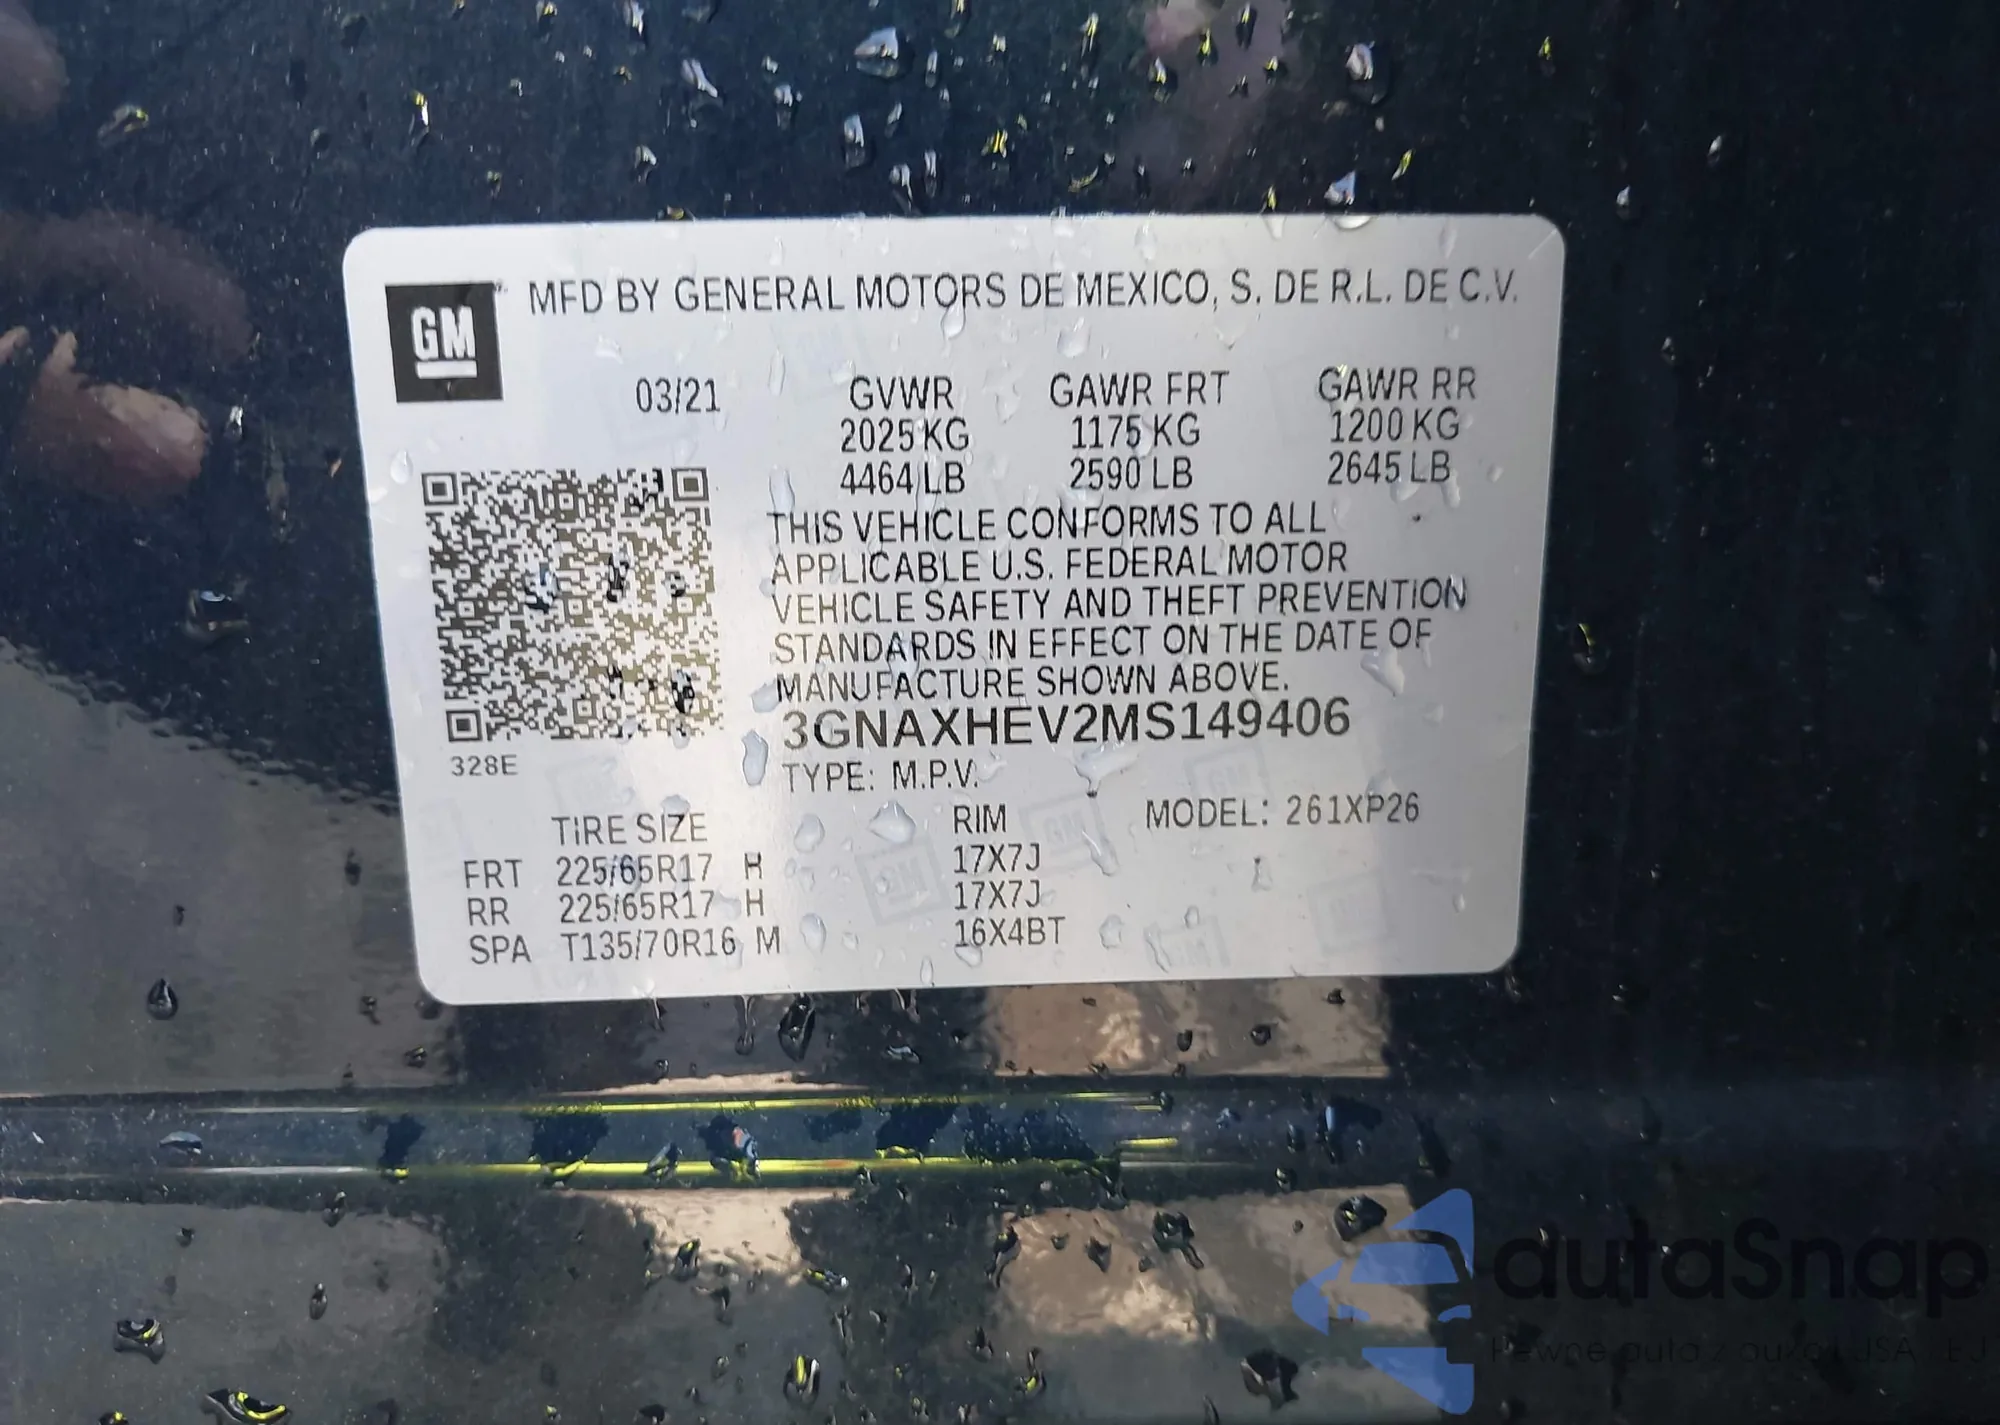 GM
MFD BY GENERAL MOTORS DE MEXICO, S. DE R.L. DE C.V.
03/21 GVWR GAWR FRT GAWR RR
2025 KG 1175 KG 1200 KG
4464 LB 2590 LB 2645 LB
THIS VEHICLE CONFORMS TO ALL
APPLICABLE U.S. FEDERAL MOTOR
VEHICLE SAFETY AND THEFT PREVENTION
STANDARDS IN EFFECT ON THE DATE OF
MANUFACTURE SHOWN ABOVE.
3GNAXHEV2MS149406
328E
TYPE: M.P.V.
TIRE SIZE RIM MODEL: 261XP26
FRT 225/65R17 H 17X7J
RR 225/65R17 H 17X7J
SPA T135/70R16 M 16X4BT
autaSnap
Pewne auto z